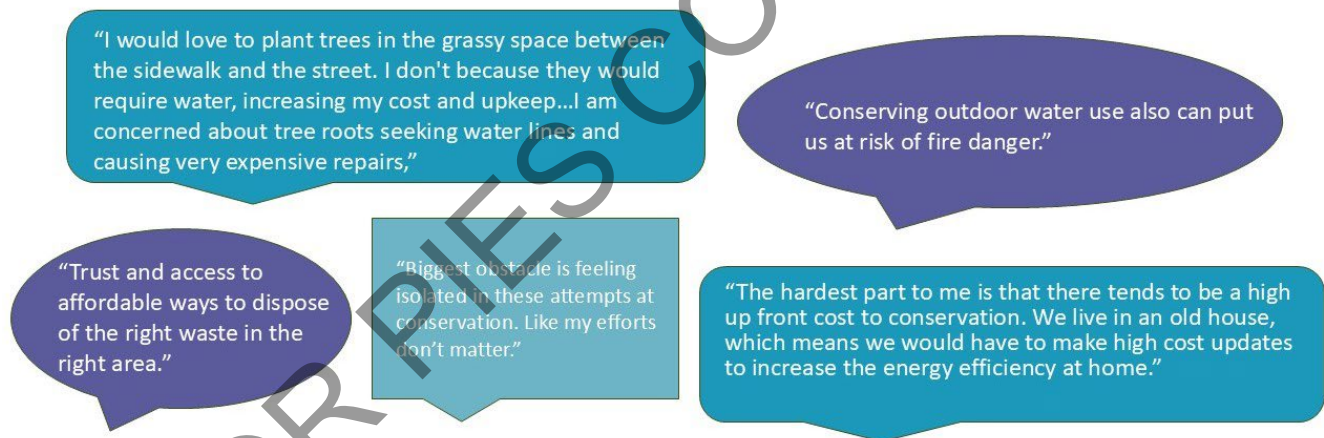 “I would love to plant trees in the grassy space between
the sidewalk and the street. I don't because they would
require water, increasing my cost and upkeep...I am
concerned about tree roots seeking water lines and
causing very expensive repairs,”
“Conserving outdoor water use also can put
us at risk of fire danger.”
“Trust and access to
affordable ways to dispose
of the right waste in the
right area.”
“Biggest obstacle is feeling
isolated in these attempts at
conservation. Like my efforts
don’t matter.”
“The hardest part to me is that there tends to be a high
up front cost to conservation. We live in an old house,
which means we would have to make high cost updates
to increase the energy efficiency at home.”
OR PIES CO